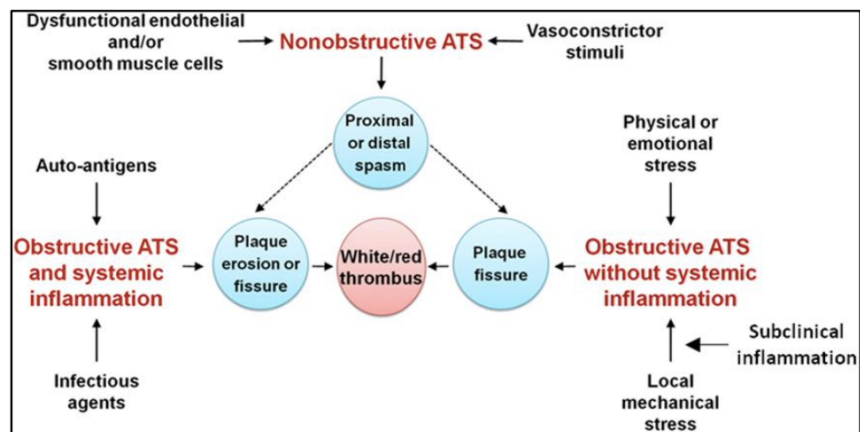 Dysfunctional endothelial
and/or
smooth muscle cells
Nonobstructive ATS
Vasoconstrictor
stimuli
Proximal
or distal
spasm
Physical or
emotional
stress
Auto-antigens
Obstructive ATS
and systemic
inflammation
Plaque
erosion or
fissure
White/red
thrombus
Plaque
fissure
Obstructive ATS
without systemic
inflammation
Subclinical
inflammation
Infectious
agents
Local
mechanical
stress